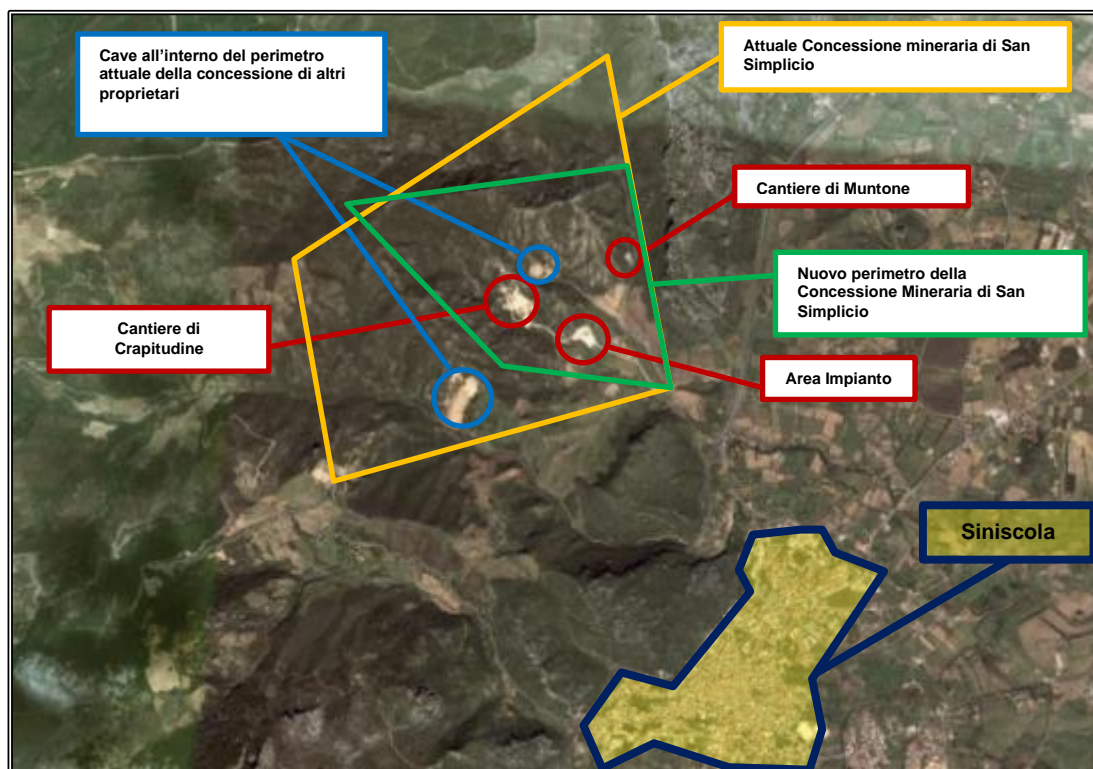 Cave all’interno del perimetro
attuale della concessione di altri
proprietari
Attuale Concessione mineraria di San
Simplicio
Cantiere di Muntone
Nuovo perimetro della
Concessione Mineraria di San
Simplicio
Cantiere di
Crapitudine
Area Impianto
Siniscola